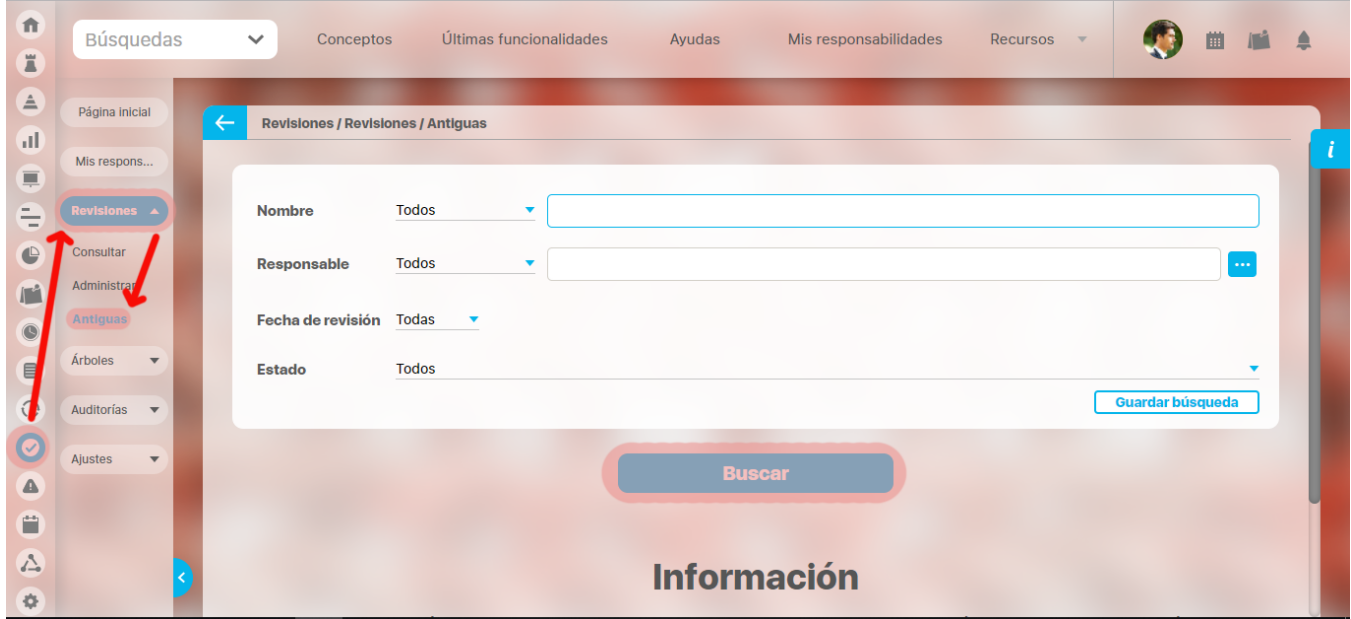 Búsquedas
Conceptos
Últimas funcionalidades
Ayudas
Mis responsabilidades
Recursos
Página inicial
Mis respons...
Revisiones
Consultar
Administrar
Antiguas
Árboles
Auditorías
Ajustes
Revisiones / Revisiones / Antiguas
i
Nombre Todos
Responsable Todos
...
Fecha de revisión Todas
Estado Todos
Guardar búsqueda
Buscar
Información